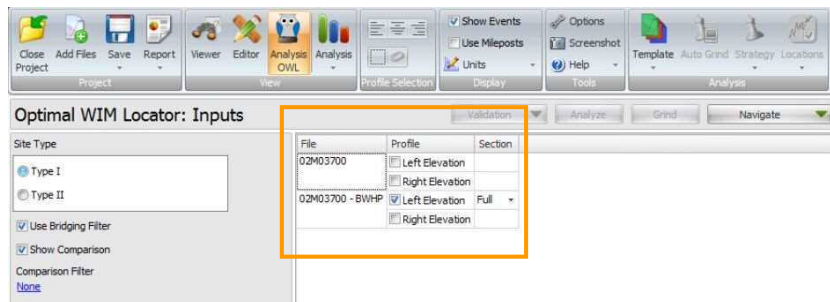 Close Project
Add Files
Save
Report
Viewer
Editor
Analysis OWL
Analysis
Show Events
Use Mileposts
Units
Options
Screenshot
Help
Template
Auto Grind
Strategy
Locations
Project
View
Profile Selection
Display
Tools
Analysis
Optimal WIM Locator: Inputs
Validation
Analyze
Grind
Navigate
Site Type
Type I
Type II
Use Bridging Filter
Show Comparison
Comparison Filter
None
File Profile Section
02M03700 Left Elevation
Right Elevation
02M03700 - BWHP Left Elevation Full
Right Elevation